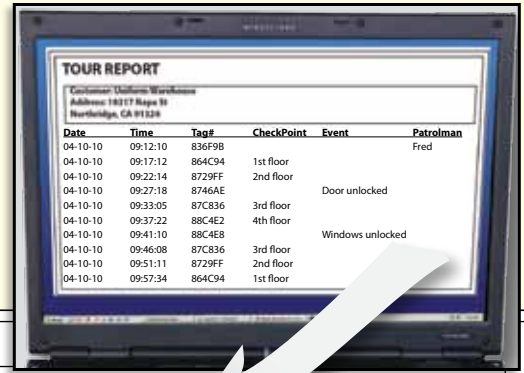 TOUR REPORT
Customer: Uniform Warehouse
Address: 18217 Napa St
Northridge, CA 91324
Date Time Tag# CheckPoint Event Patrolman
04-10-10 09:12:10 836F9B Fred
04-10-10 09:17:12 864C94 1st floor
04-10-10 09:22:14 8729FF 2nd floor
04-10-10 09:27:18 8746AE Door unlocked
04-10-10 09:33:05 87C836 3rd floor
04-10-10 09:37:22 88C4E2 4th floor
04-10-10 09:41:10 88C4E8 Windows unlocked
04-10-10 09:46:08 87C836 3rd floor
04-10-10 09:51:11 8729FF 2nd floor
04-10-10 09:57:34 864C94 1st floor